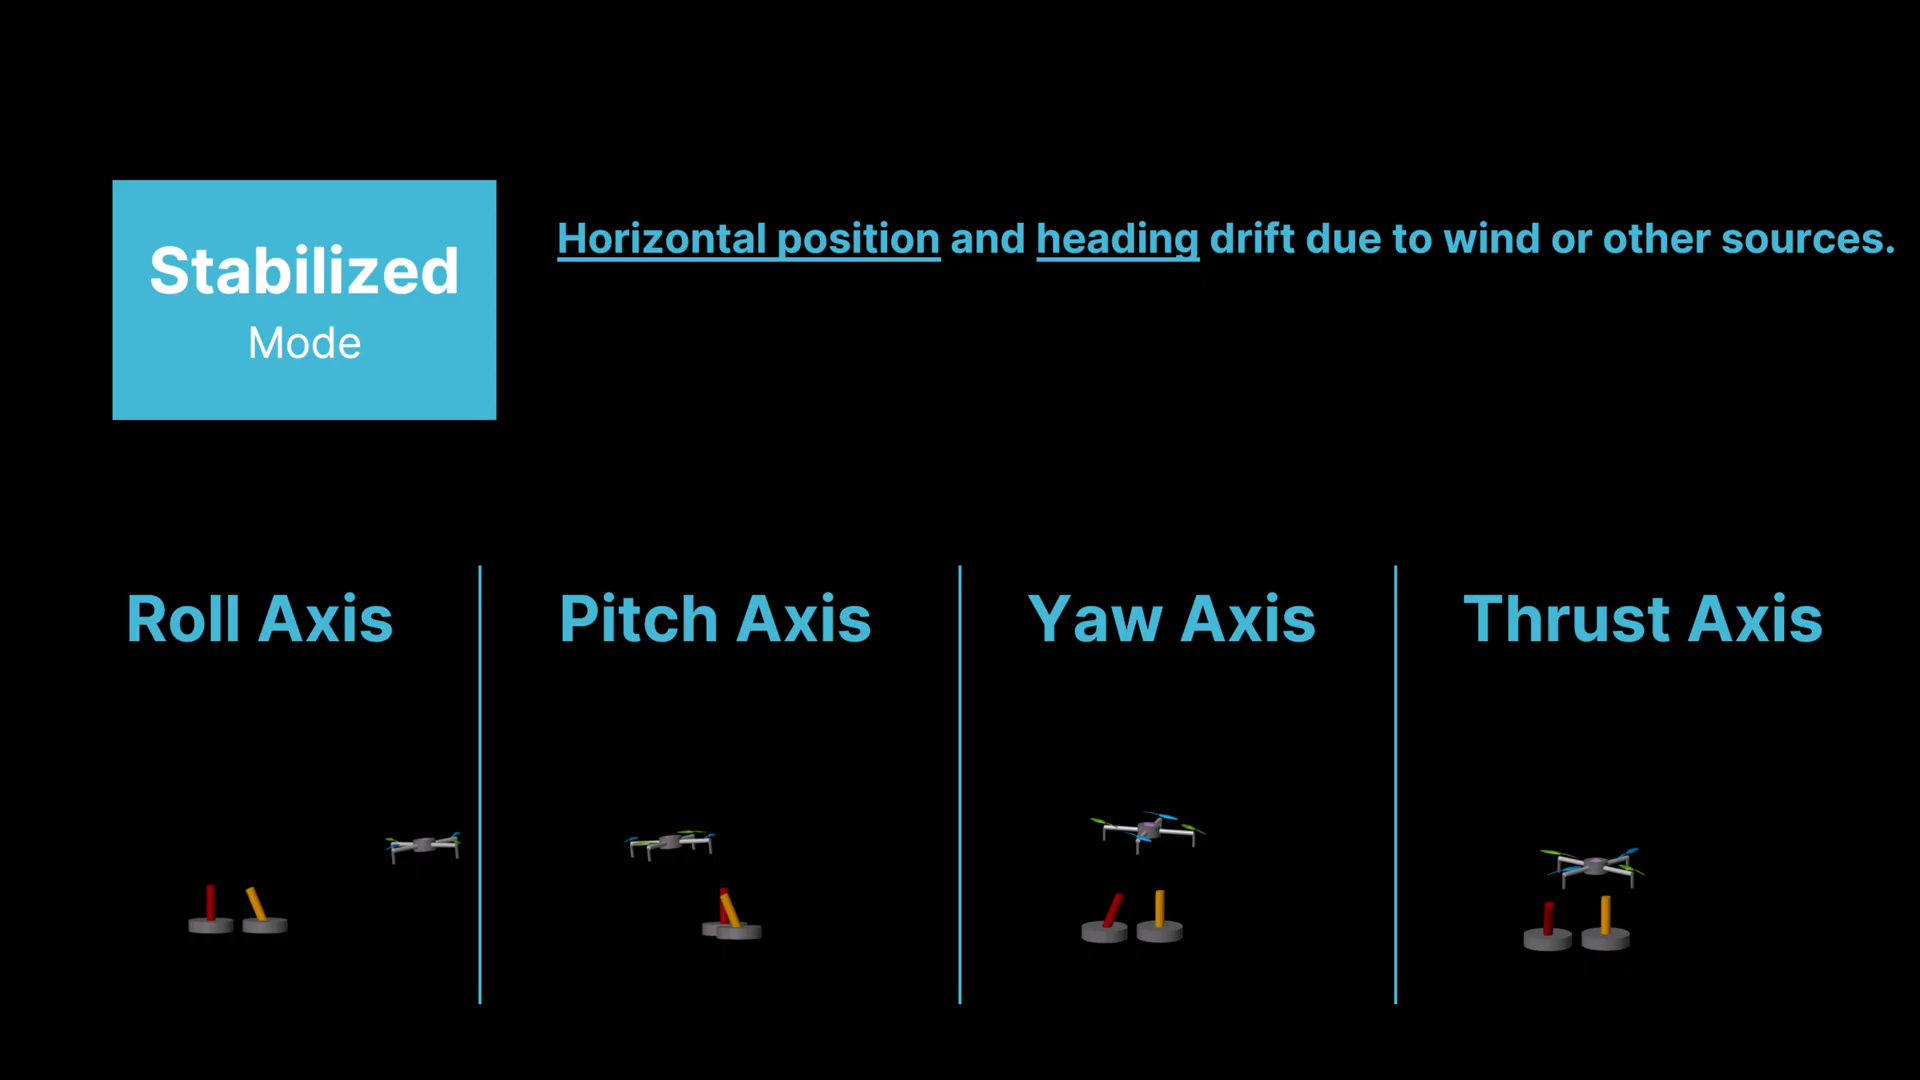 Stabilized
Mode
Horizontal position and heading drift due to wind or other sources.
Roll Axis
Pitch Axis
Yaw Axis
Thrust Axis